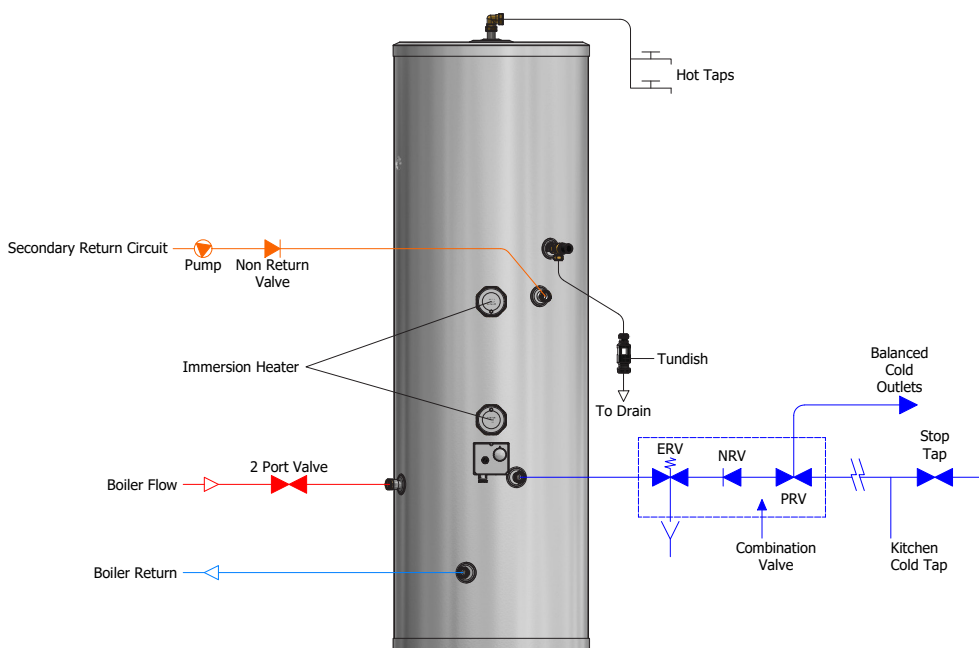 Hot Taps
Secondary Return Circuit
Pump
Non Return
Valve
Immersion Heater
Tundish
To Drain
Balanced
Cold
Outlets
2 Port Valve
Boiler Flow
ERV
NRV
PRV
Stop
Tap
Combination
Valve
Kitchen
Cold Tap
Boiler Return